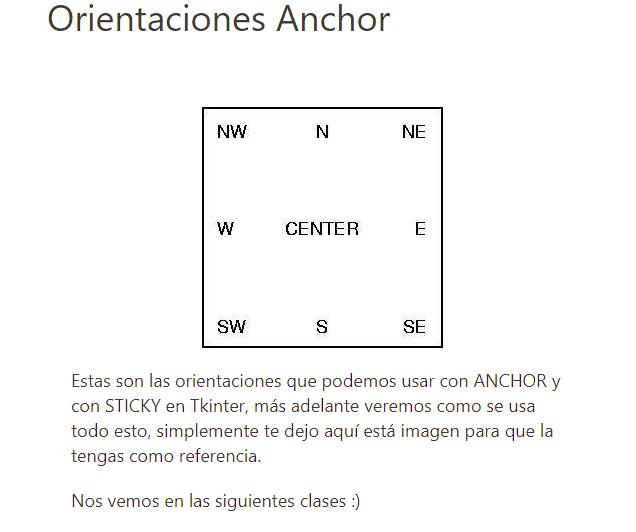 Orientaciones Anchor
NW N NE
W CENTER E
SW S SE
Estas son las orientaciones que podemos usar con ANCHOR y
con STICKY en Tkinter, más adelante veremos como se usa
todo esto, simplemente te dejo aquí está imagen para que la
tengas como referencia.
Nos vemos en las siguientes clases :)